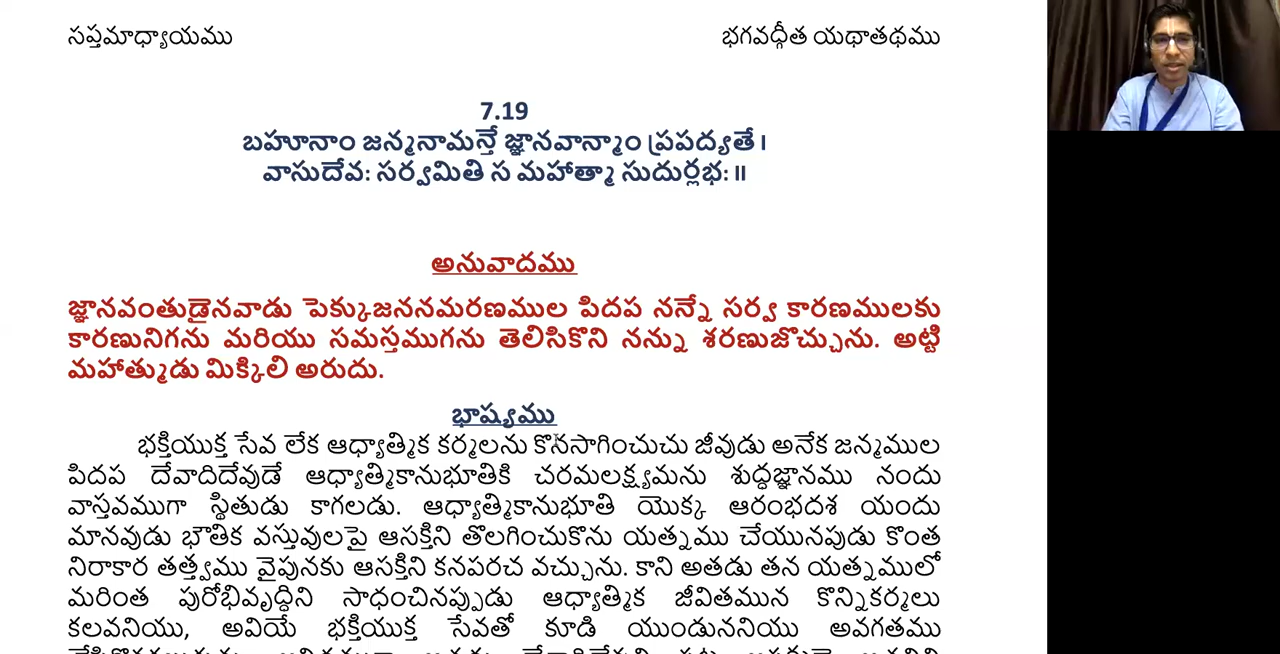 సప్తమాధ్యాయము
భగవద్గీత యథాతథము
7.19
బహూనాం జన్మనామన్తే జ్ఞానవాన్మాం ప్రపద్యతే।
వాసుదేవః సర్వమితి స మహాత్మా సుదుర్లభః॥
అనువాదము
జ్ఞానవంతుడైనవాడు పెక్కుజననమరణముల పిదప నన్నే సర్వ కారణములకు
కారణునిగను మరియు సమస్తముగను తెలిసికొని నన్ను శరణుజొచ్చును. అట్టి
మహాత్ముడు మిక్కిలి అరుదు.
భాష్యము
భక్తియుక్త సేవ లేక ఆధ్యాత్మిక కర్మలను కొనసాగించుచు జీవుడు అనేక జన్మముల
పిదప దేవాదిదేవుడే ఆధ్యాత్మికానుభూతికి చరమలక్ష్యమను శుద్ధజ్ఞానము నందు
వాస్తవముగా స్థితుడు కాగలడు. ఆధ్యాత్మికానుభూతి యొక్క ఆరంభదశ యందు
మానవుడు భౌతిక వస్తువులపై ఆసక్తిని తొలగించుకొను యత్నము చేయునపుడు కొంత
నిరాకార తత్త్వము వైపునకు ఆసక్తిని కనపరచ వచ్చును. కాని అతడు తన యత్నములో
మరింత పురోభివృద్ధిని సాధంచినప్పుడు ఆధ్యాత్మిక జీవితమున కొన్నికర్మలు
కలవనియు, అవియే భక్తియుక్త సేవతో కూడి యుండుననియు అవగతము